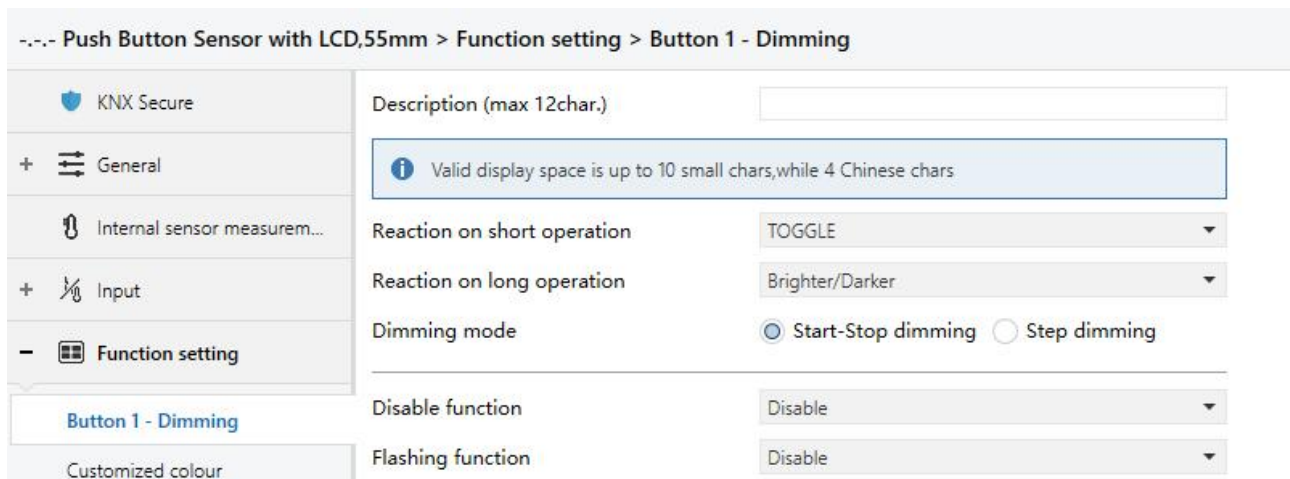 -.-.- Push Button Sensor with LCD,55mm > Function setting > Button 1 - Dimming
KNX Secure
Description (max 12char.)
+ General
Valid display space is up to 10 small chars,while 4 Chinese chars
Internal sensor measurem...
Reaction on short operation TOGGLE
+ Input
Reaction on long operation Brighter/Darker
Dimming mode Start-Stop dimming Step dimming
- Function setting
Button 1 - Dimming
Disable function Disable
Customized colour
Flashing function Disable